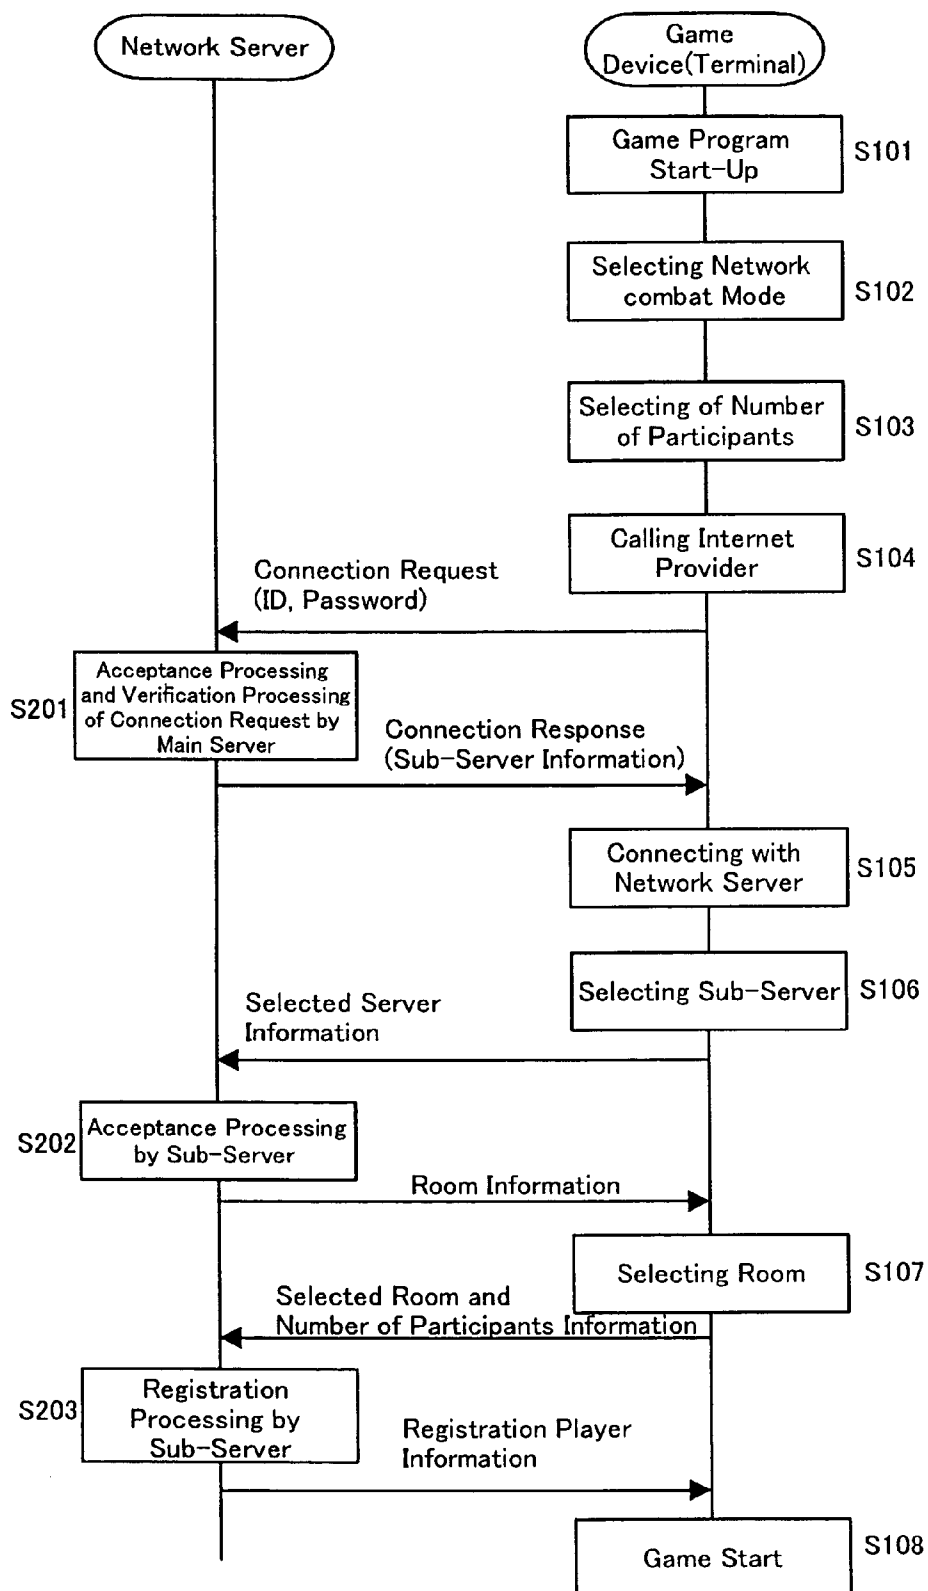 Network Server
Game
Device(Terminal)
Game Program
Start-Up
S101
Selecting Network
combat Mode
S102
Selecting of Number
of Participants
S103
Calling Internet
Provider
S104
Connection Request
(ID, Password)
S201
Acceptance Processing
and Verification Processing
of Connection Request by
Main Server
Connection Response
(Sub-Server Information)
Connecting with
Network Server
S105
Selecting Sub-Server
S106
Selected Server
Information
S202
Acceptance Processing
by Sub-Server
Room Information
Selecting Room
S107
Selected Room and
Number of Participants Information
S203
Registration
Processing by
Sub-Server
Registration Player
Information
Game Start
S108